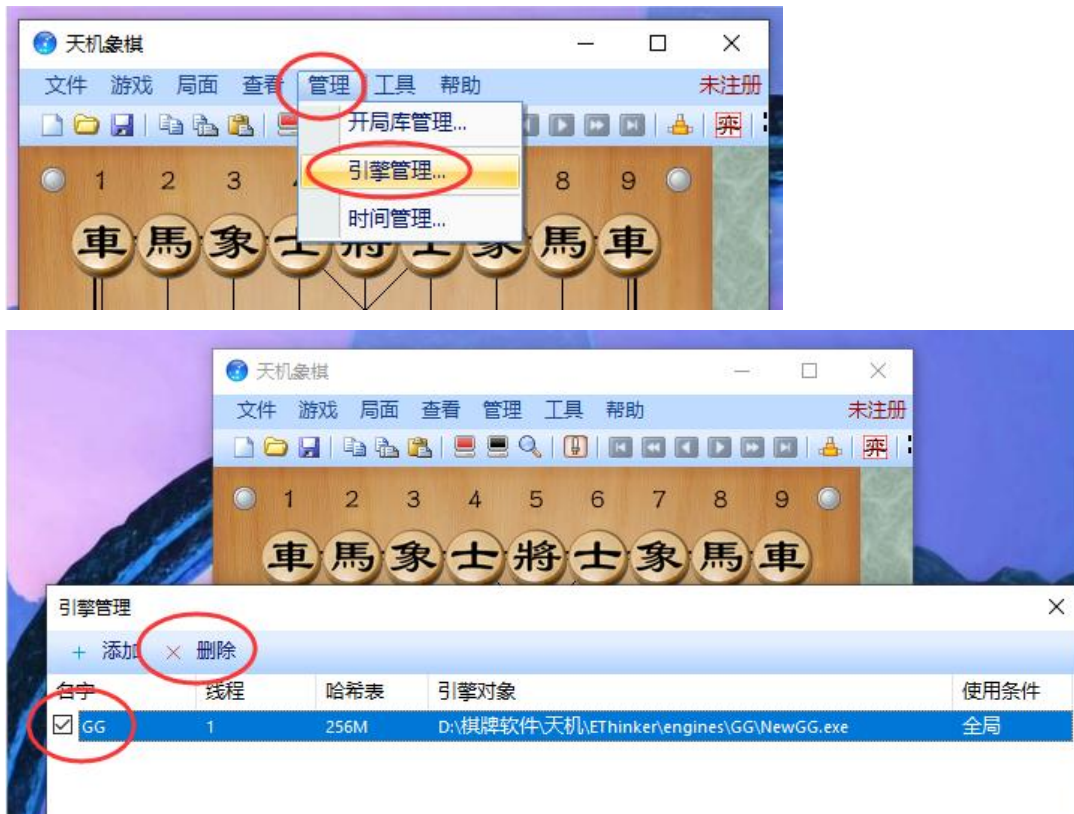 天机象棋
文件 游戏 局面 查看 管理 工具 帮助 未注册
开局库管理...
弈
引擎管理...
1 2 3 8 9
时间管理...
車 馬 象 士 將 士 象 馬 車
天机象棋
文件 游戏 局面 查看 管理 工具 帮助 未注册
弈
1 2 3 4 5 6 7 8 9
車 馬 象 士 將 士 象 馬 車
引擎管理
+ 添加 × 删除
名字 线程 哈希表 引擎对象 使用条件
GG 1 256M D:\棋牌软件\天机\EThinker\engines\GG\NewGG.exe 全局